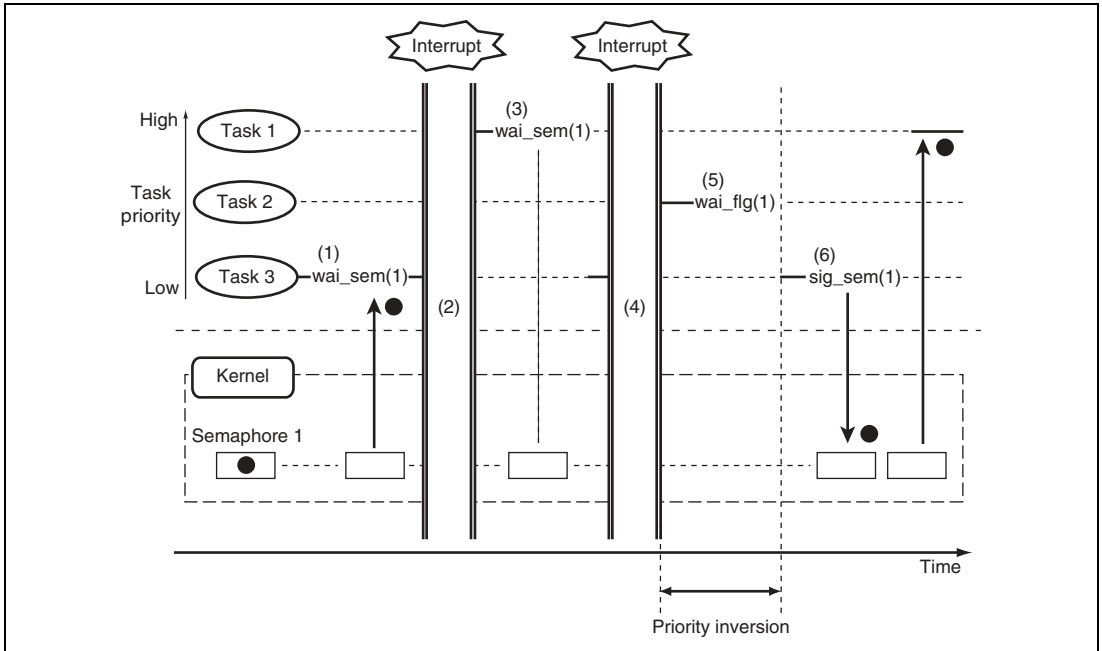 Interrupt
Interrupt
High
Task 1
(3)
wai_sem(1)
Task
priority
Task 2
(5)
wai_flg(1)
Low
Task 3
(1)
wai_sem(1)
(2)
(4)
(6)
sig_sem(1)
Kernel
Semaphore 1
Time
Priority inversion